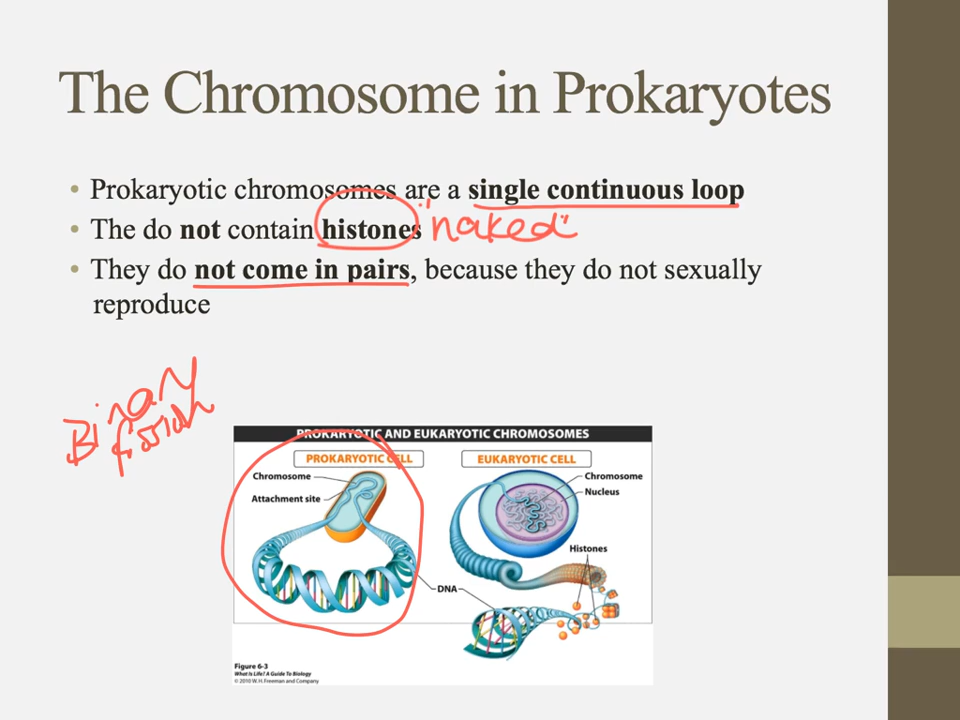 The Chromosome in Prokaryotes
• Prokaryotic chromosomes are a single continuous loop
• The do not contain histones "naked"
• They do not come in pairs, because they do not sexually
reproduce
Binary
fission
PROKARYOTIC AND EUKARYOTIC CHROMOSOMES
PROKARYOTIC CELL
Chromosome
Attachment site
EUKARYOTIC CELL
Chromosome
Nucleus
Histones
DNA
Figure 6-3
What Is Life? A Guide To Biology
© 2010 W. H. Freeman and Company